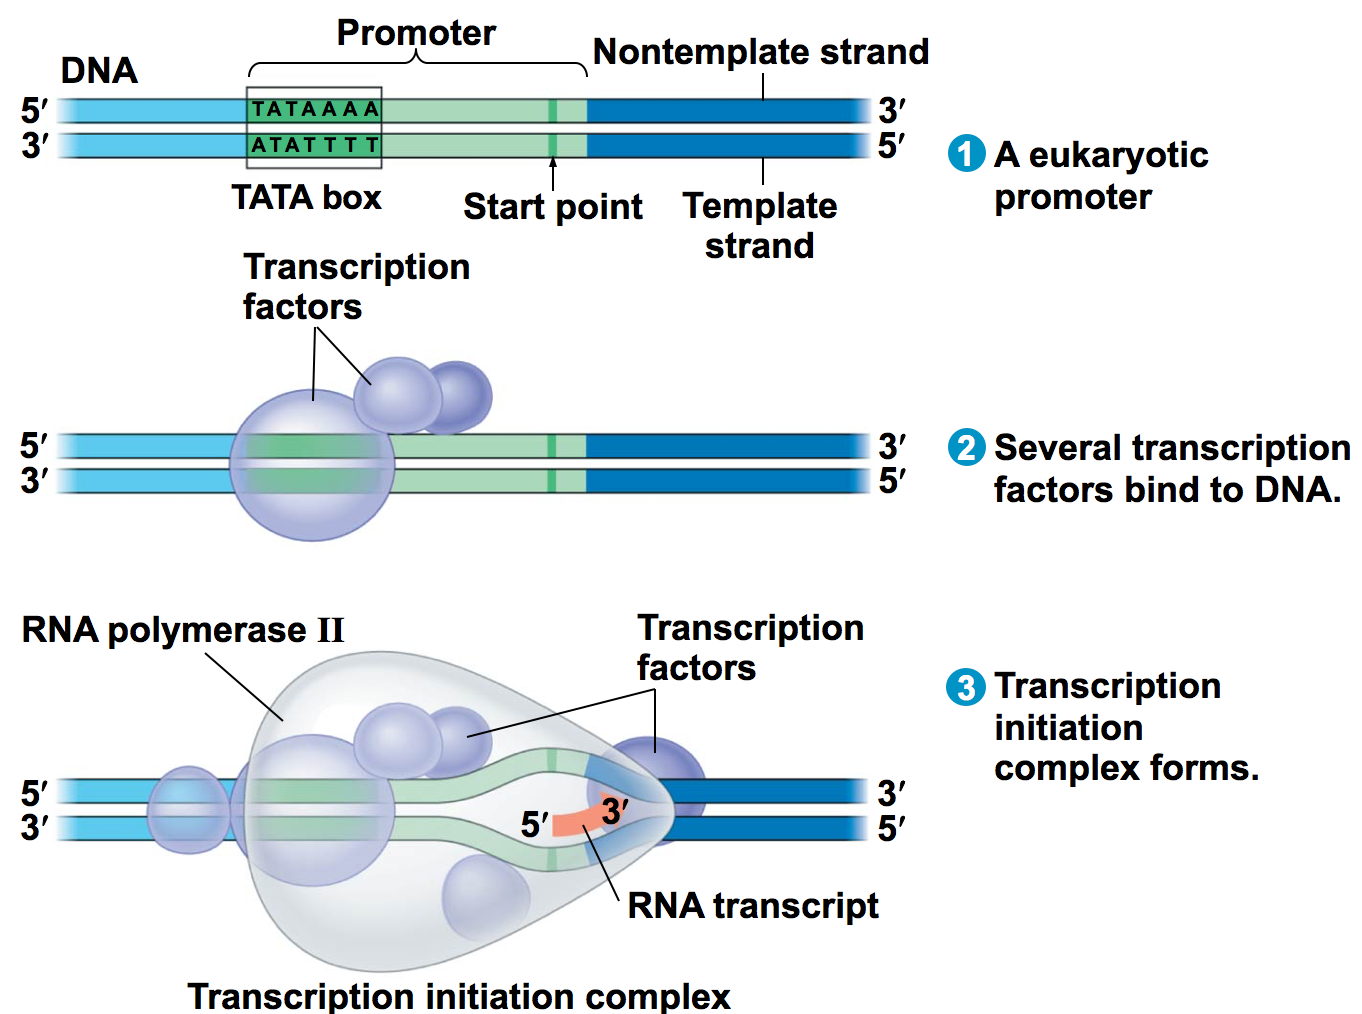 Promoter
Nontemplate strand
DNA
5′ TATAAAA 3′
3′ ATATTTT 5′
TATA box
Start point
Template
strand
1 A eukaryotic
promoter
Transcription
factors
5′ 3′
3′ 5′
2 Several transcription
factors bind to DNA.
RNA polymerase II
Transcription
factors
3 Transcription
initiation
complex forms.
5′ 3′
5′ 3′
3′ 5′
RNA transcript
Transcription initiation complex